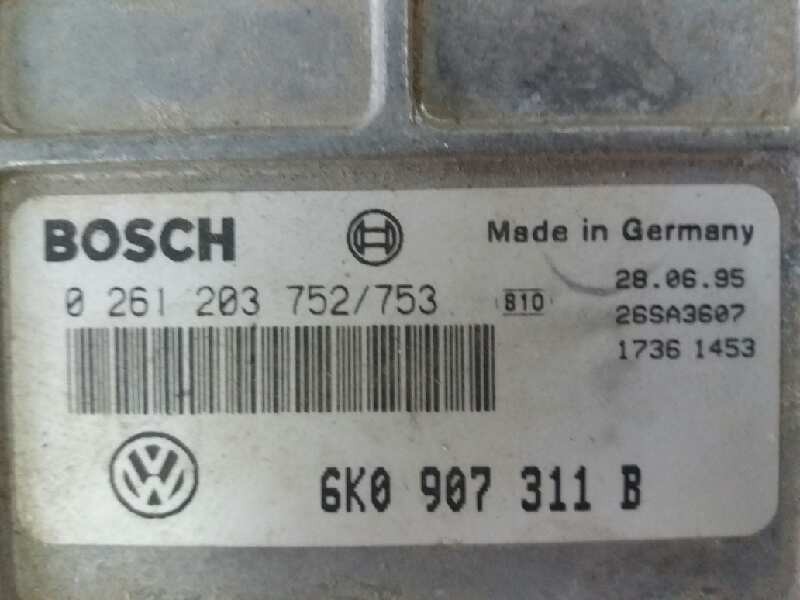 BOSCH
Made in Germany
0 261 203 752/753
810
28.06.95
26SA3607
1736 1453
6K0 907 311 B